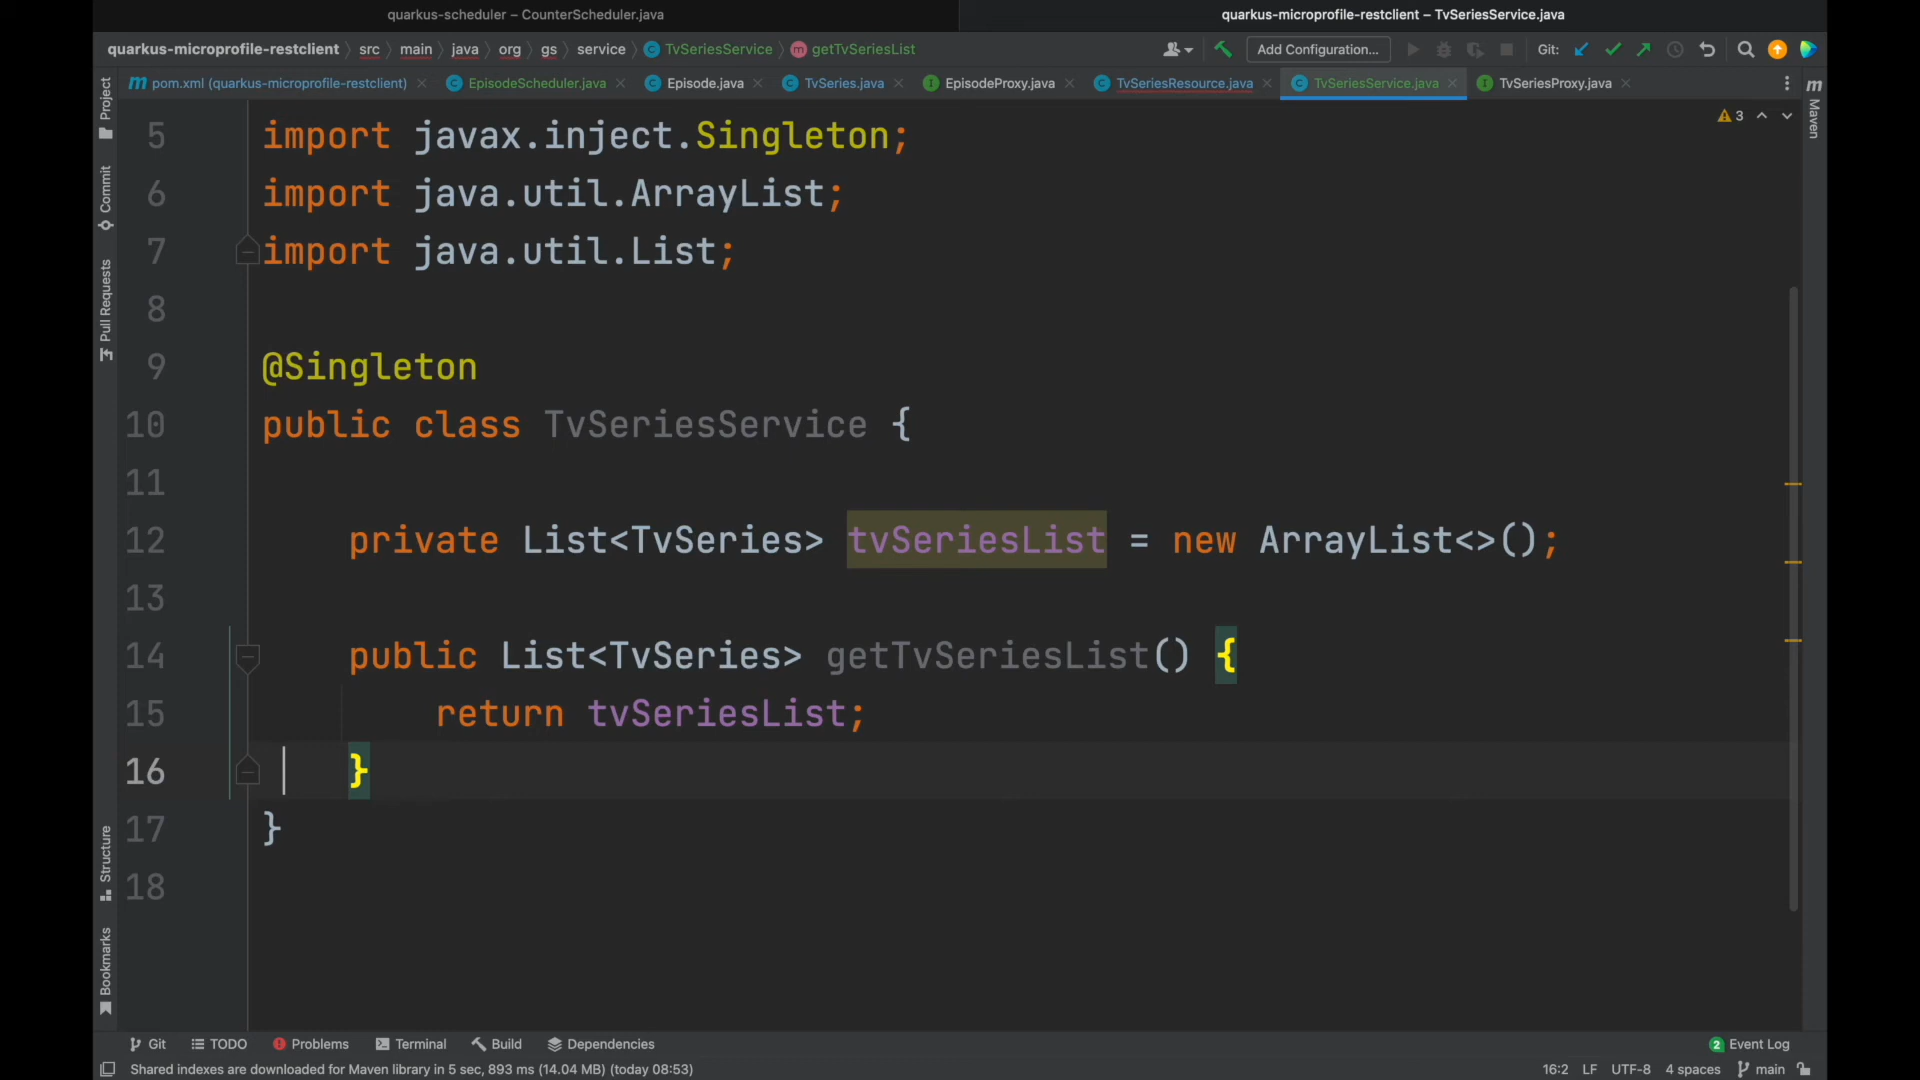 quarkus-scheduler – CounterScheduler.java
quarkus-microprofile-restclient – TvSeriesService.java
quarkus-microprofile-restclient src main java org gs service TvSeriesService getTvSeriesList
Add Configuration...
Git:
pom.xml (quarkus-microprofile-restclient)
EpisodeScheduler.java
Episode.java
TvSeries.java
EpisodeProxy.java
TvSeriesResource.java
TvSeriesService.java
TvSeriesProxy.java
Project
Commit
Pull Requests
Structure
Bookmarks
Maven
3
5 import javax.inject.Singleton;
6 import java.util.ArrayList;
7 import java.util.List;
8
9 @Singleton
10 public class TvSeriesService {
11
12 private List<TvSeries> tvSeriesList = new ArrayList<>();
13
14 public List<TvSeries> getTvSeriesList() {
15 return tvSeriesList;
16 }
17 }
18
Git TODO Problems Terminal Build Dependencies
2 Event Log
Shared indexes are downloaded for Maven library in 5 sec, 893 ms (14.04 MB) (today 08:53)
16:2 LF UTF-8 4 spaces main